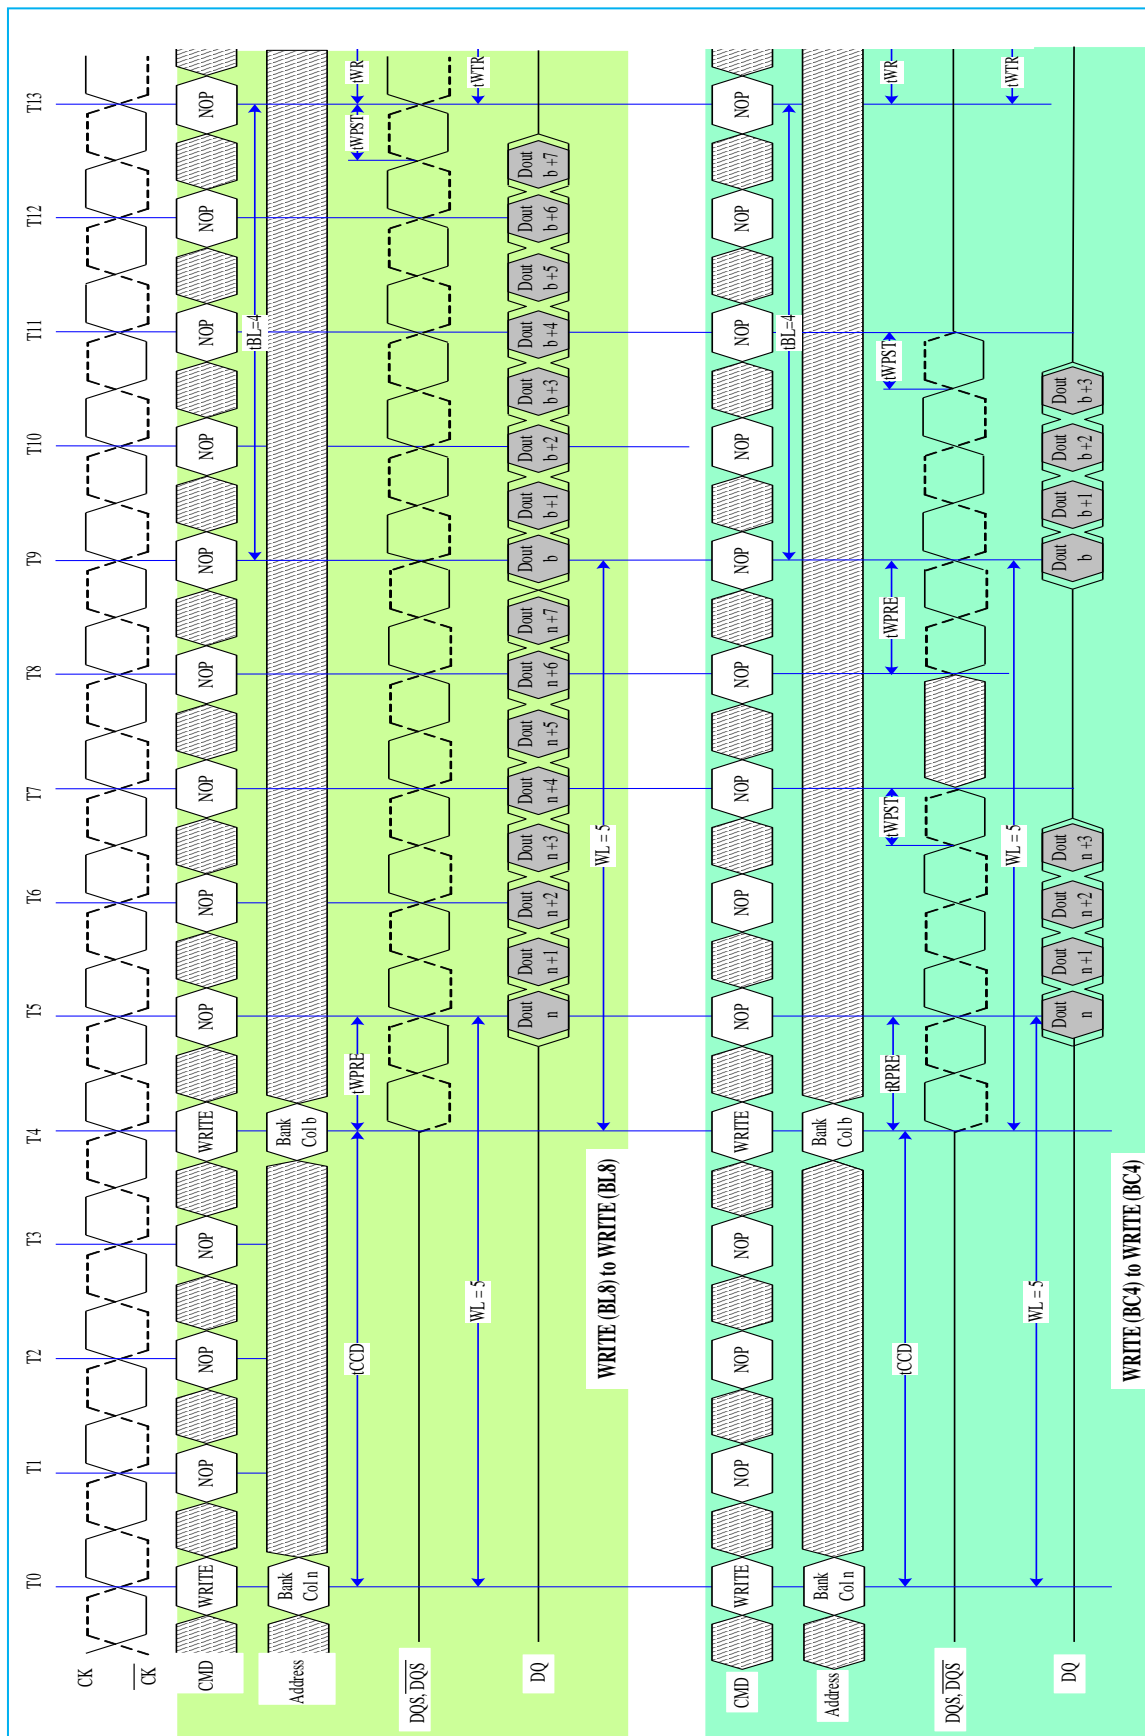 T0 T1 T2 T3 T4 T5 T6 T7 T8 T9 T10 T11 T12 T13
CK
C̅K̅
CMD WRITE NOP NOP NOP WRITE NOP NOP NOP NOP NOP NOP NOP NOP NOP
tBL=4
Address
Bank Bank
Col n Col b
tCCD tWPRE tWPST tWR
DQS, D̅Q̅S̅
WL = 5 tWTR
DQ
Dout Dout Dout Dout Dout Dout Dout Dout Dout Dout Dout Dout Dout Dout Dout Dout
n n+1 n+2 n+3 n+4 n+5 n+6 n+7 b b+1 b+2 b+3 b+4 b+5 b+6 b+7
WL = 5
WRITE (BL8) to WRITE (BL8)
CMD WRITE NOP NOP NOP WRITE NOP NOP NOP NOP NOP NOP NOP NOP NOP
tBL=4
Address
Bank Bank
Col n Col b
tCCD tRPRE tWPST tWPRE tWPST tWR
DQS, D̅Q̅S̅
WL = 5 tWTR
WL = 5
DQ
Dout Dout Dout Dout Dout Dout Dout Dout
n n+1 n+2 n+3 b b+1 b+2 b+3
WRITE (BC4) to WRITE (BC4)